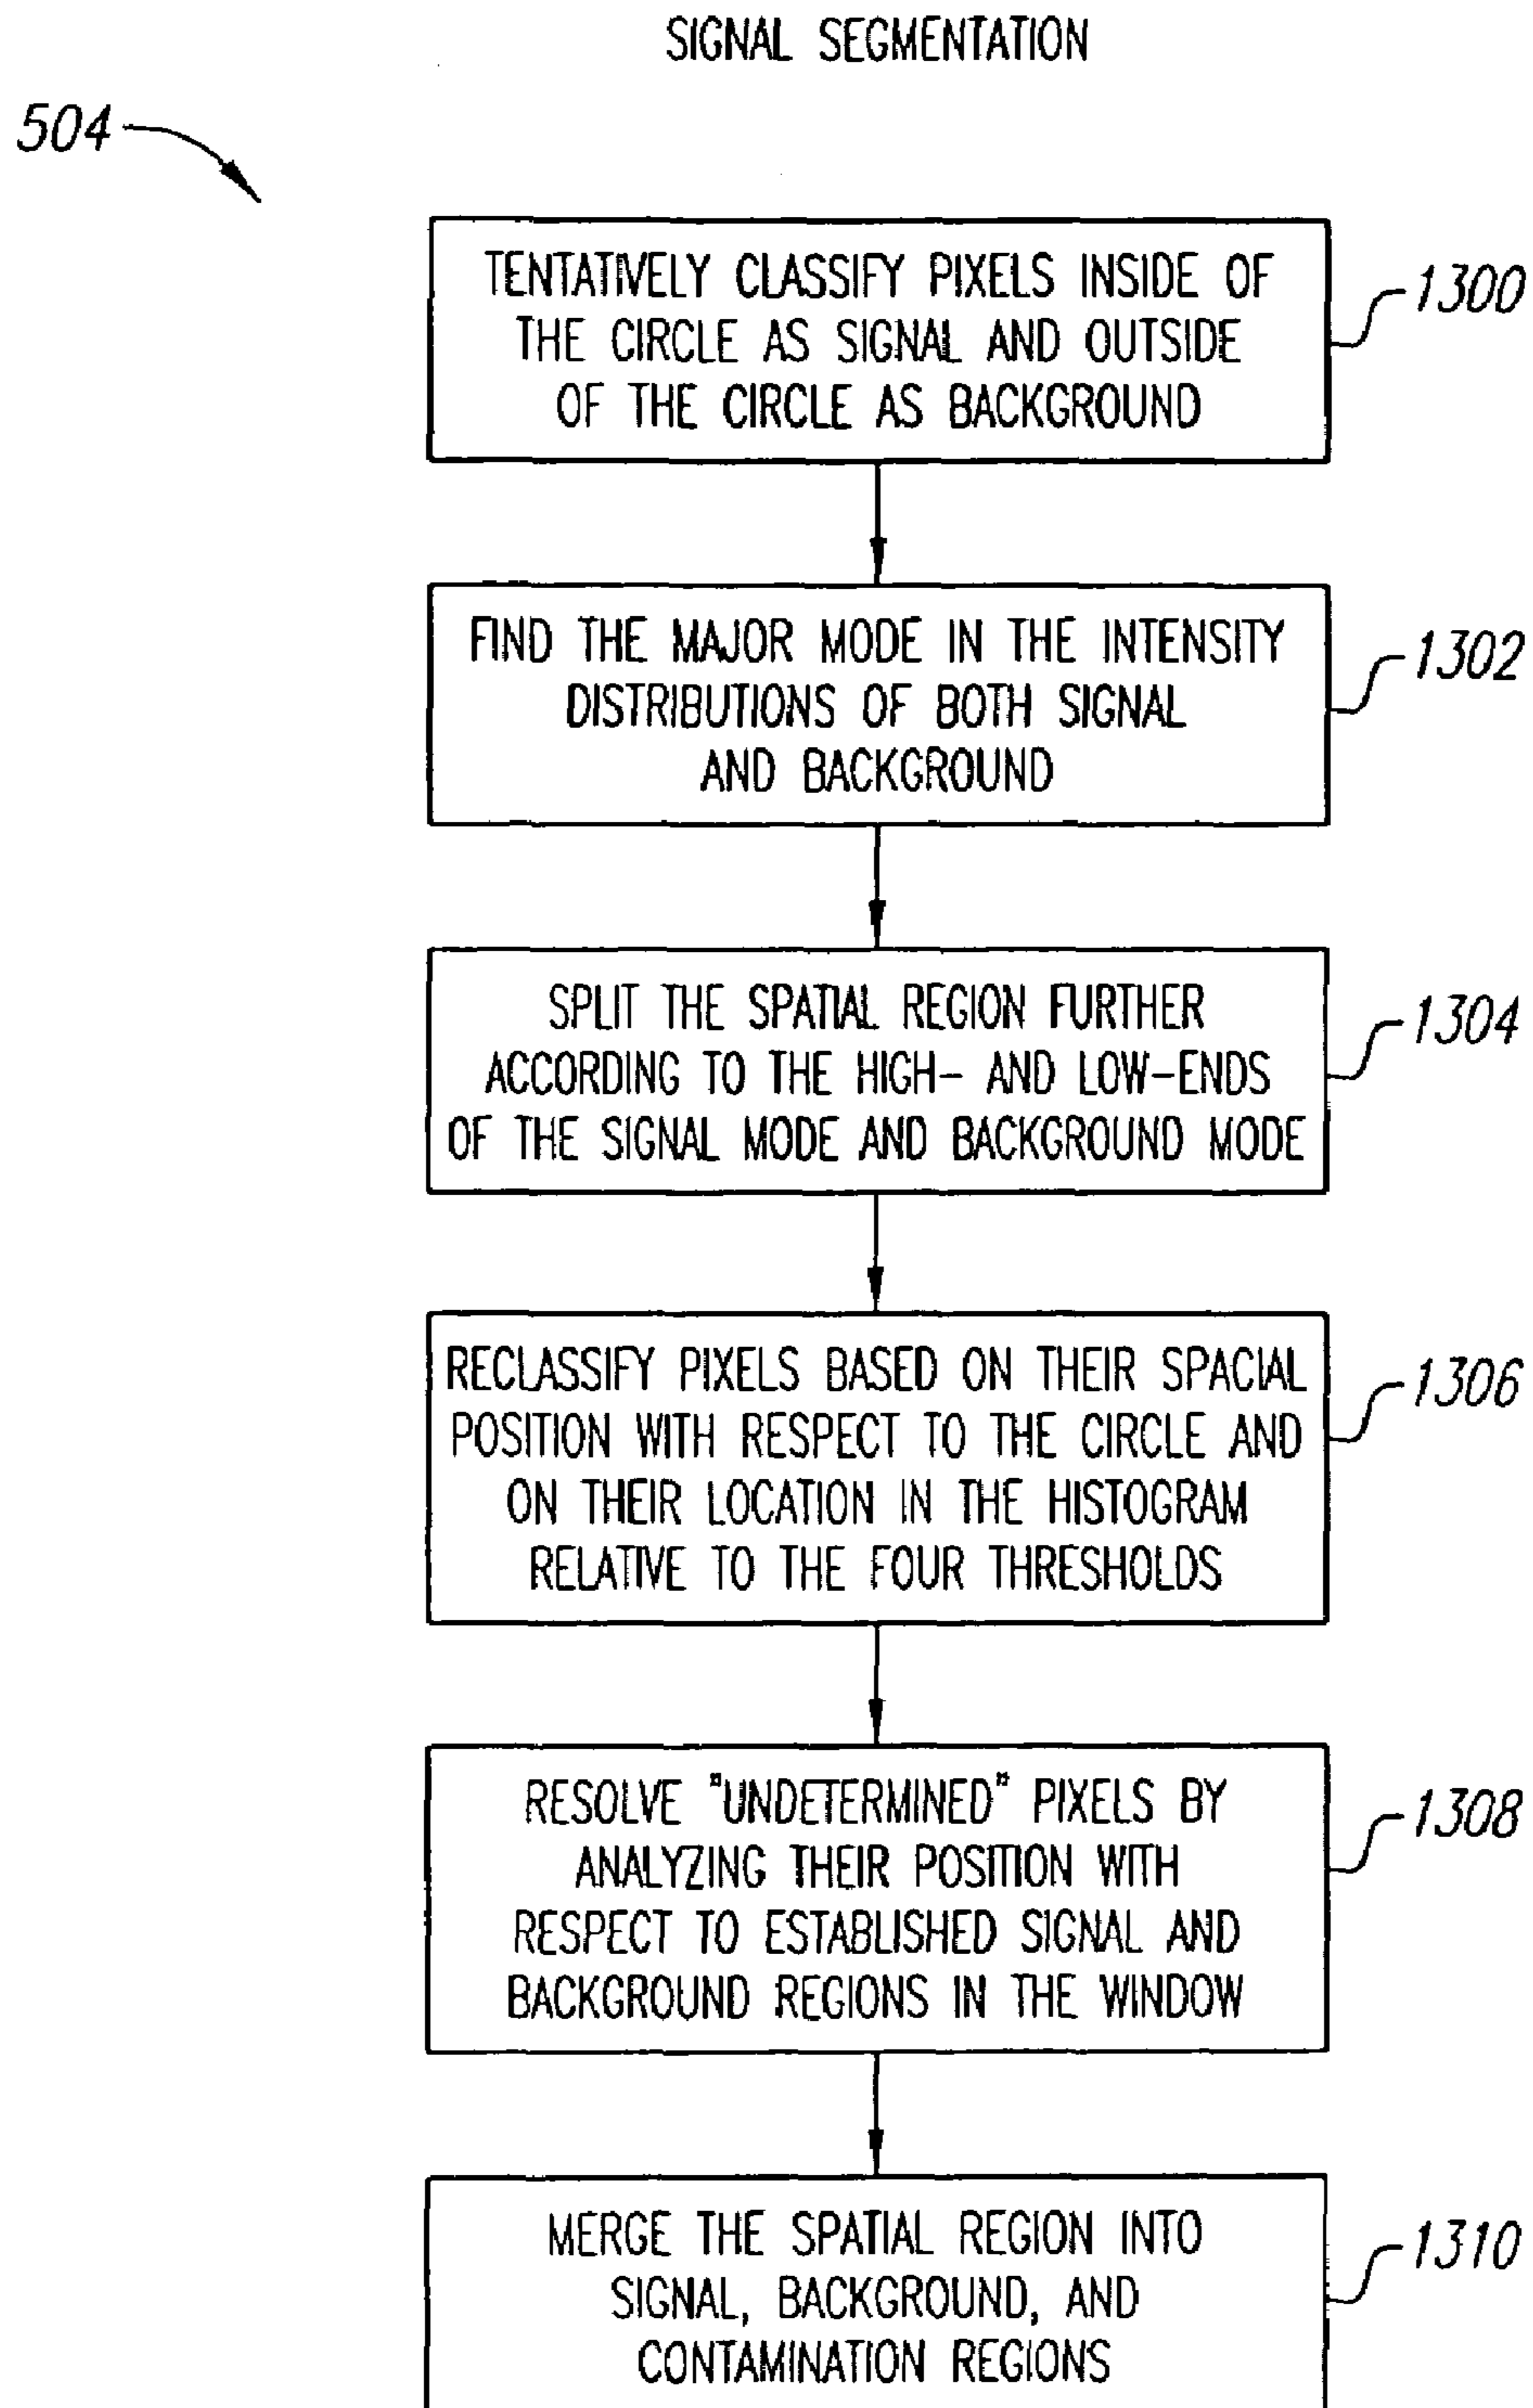 SIGNAL SEGMENTATION
504
TENTATIVELY CLASSIFY PIXELS INSIDE OF
THE CIRCLE AS SIGNAL AND OUTSIDE
OF THE CIRCLE AS BACKGROUND
1300
FIND THE MAJOR MODE IN THE INTENSITY
DISTRIBUTIONS OF BOTH SIGNAL
AND BACKGROUND
1302
SPLIT THE SPATIAL REGION FURTHER
ACCORDING TO THE HIGH- AND LOW-ENDS
OF THE SIGNAL MODE AND BACKGROUND MODE
1304
RECLASSIFY PIXELS BASED ON THEIR SPACIAL
POSITION WITH RESPECT TO THE CIRCLE AND
ON THEIR LOCATION IN THE HISTOGRAM
RELATIVE TO THE FOUR THRESHOLDS
1306
RESOLVE "UNDETERMINED" PIXELS BY
ANALYZING THEIR POSITION WITH
RESPECT TO ESTABLISHED SIGNAL AND
BACKGROUND REGIONS IN THE WINDOW
1308
MERGE THE SPATIAL REGION INTO
SIGNAL, BACKGROUND, AND
CONTAMINATION REGIONS
1310